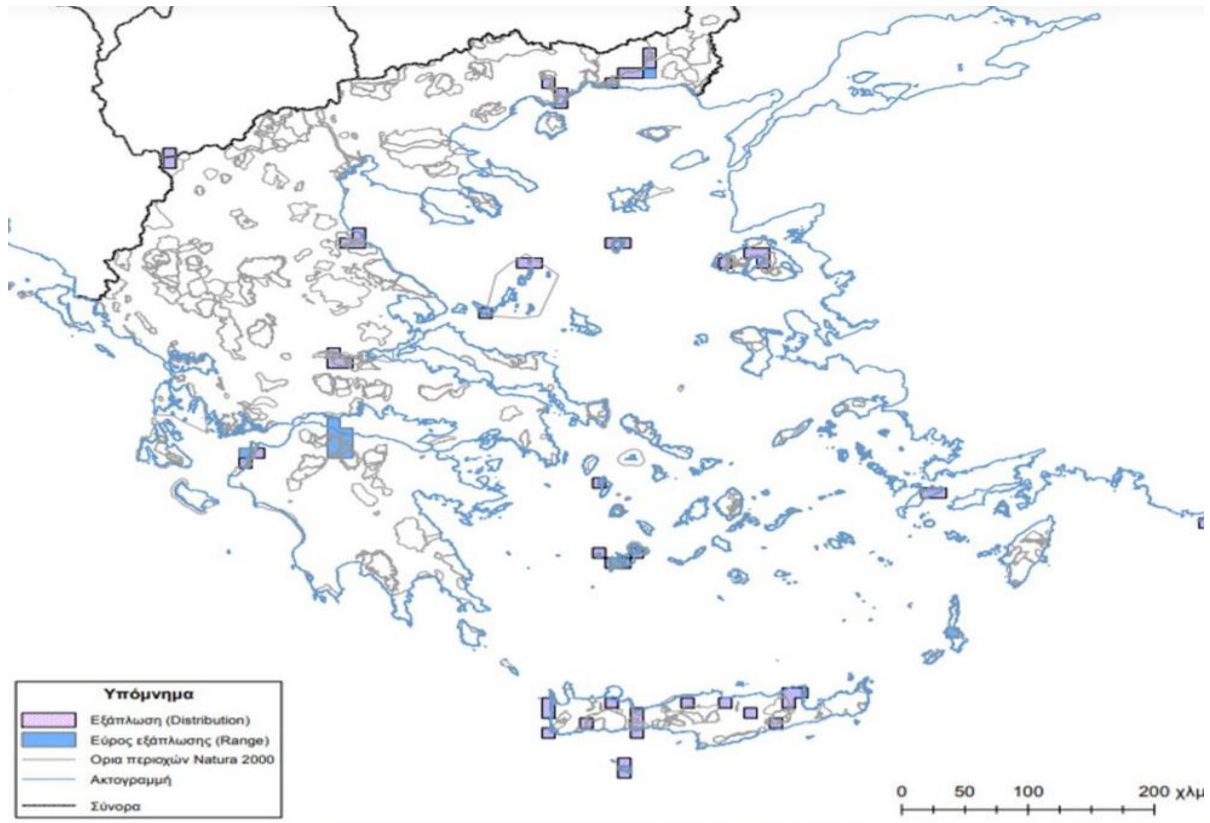 Υπόμνημα
Εξάπλωση (Distribution)
Εύρος εξάπλωσης (Range)
Ορια περιοχών Natura 2000
Ακτογραμμή
Σύνορα
0 50 100 200 χλμ